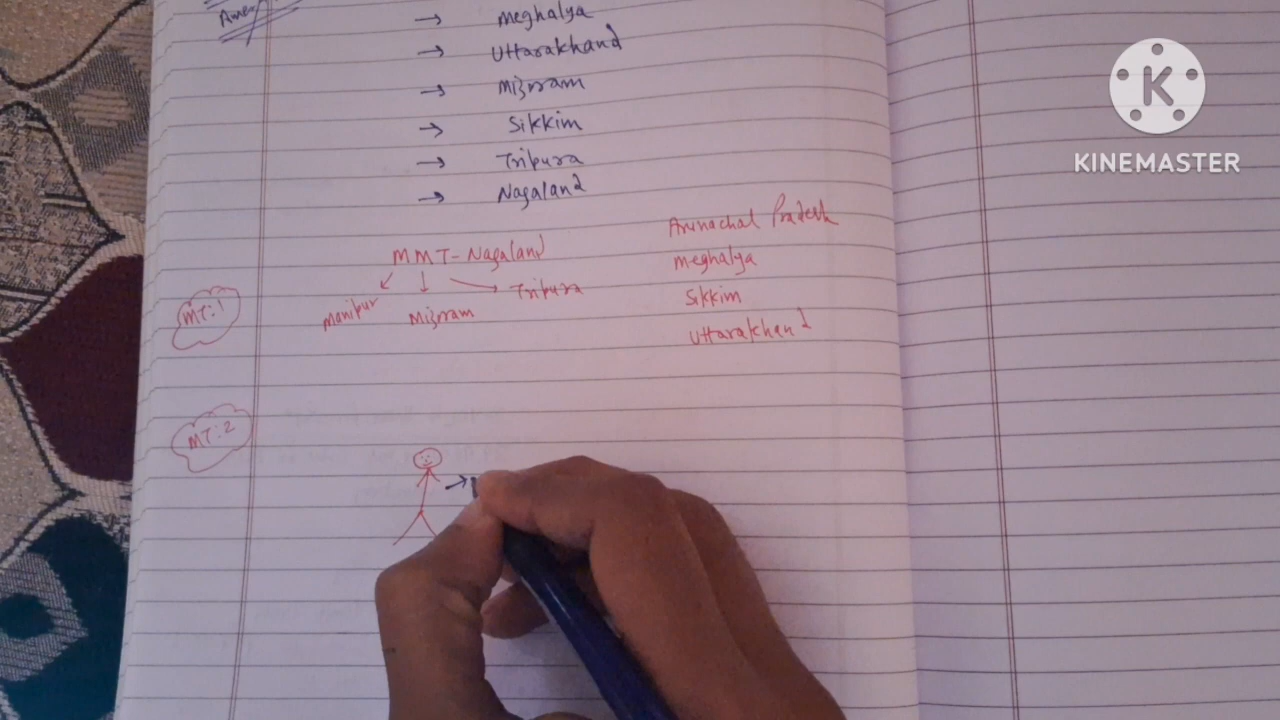 → Meghalya
→ Uttarakhand
→ Mizoram
→ Sikkim
→ Tripura
→ Nagaland
MMT-Nagaland
Manipur Mizoram Tripura
Arunachal Pradesh
Meghalya
Sikkim
Uttarakhand
MT:1
MT:2
K
KINEMASTER